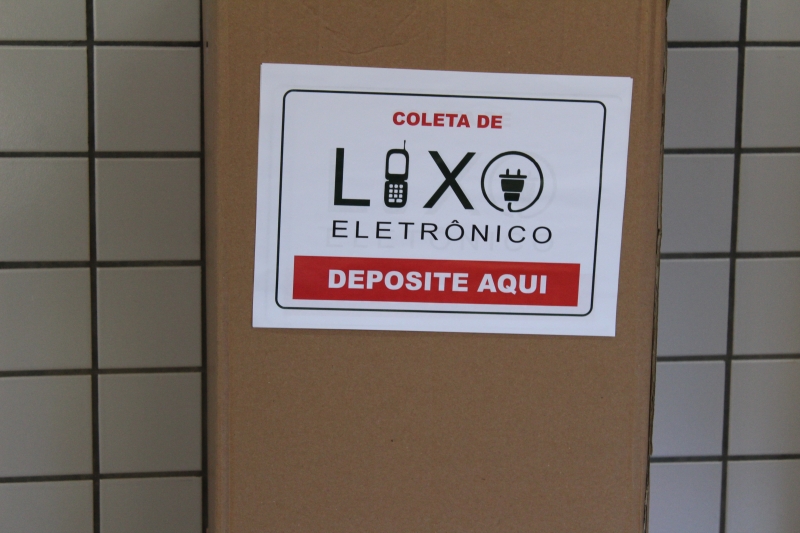 COLETA DE
LIXO
ELETRÔNICO
DEPOSITE AQUI